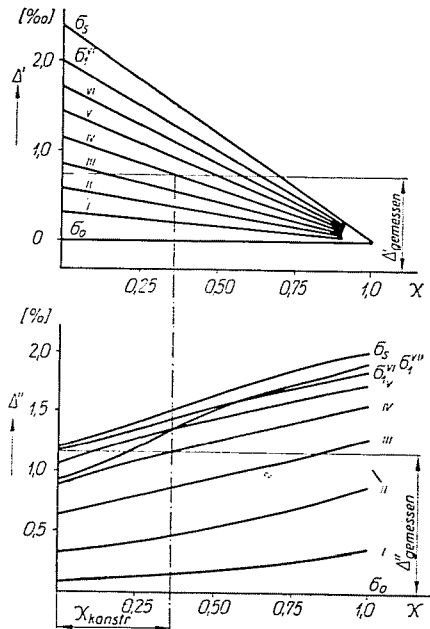 [‰]
σs
2,0
σ₁ⱽᴵᴵ
VI
V
Δ'
IV
1,0
III
II
I
0
σ₀
Δ'gemessen
0,25
0,50
0,75
1,0
ϰ
[‰]
2,0
σs
σ₁ⱽᴵ
σ₁ⱽᴵᴵ
V
Δ''
1,5
IV
III
1,0
II
0,5
I
Δ''gemessen
σ₀
0,25
0,50
0,75
1,0
ϰ
ϰkonstr